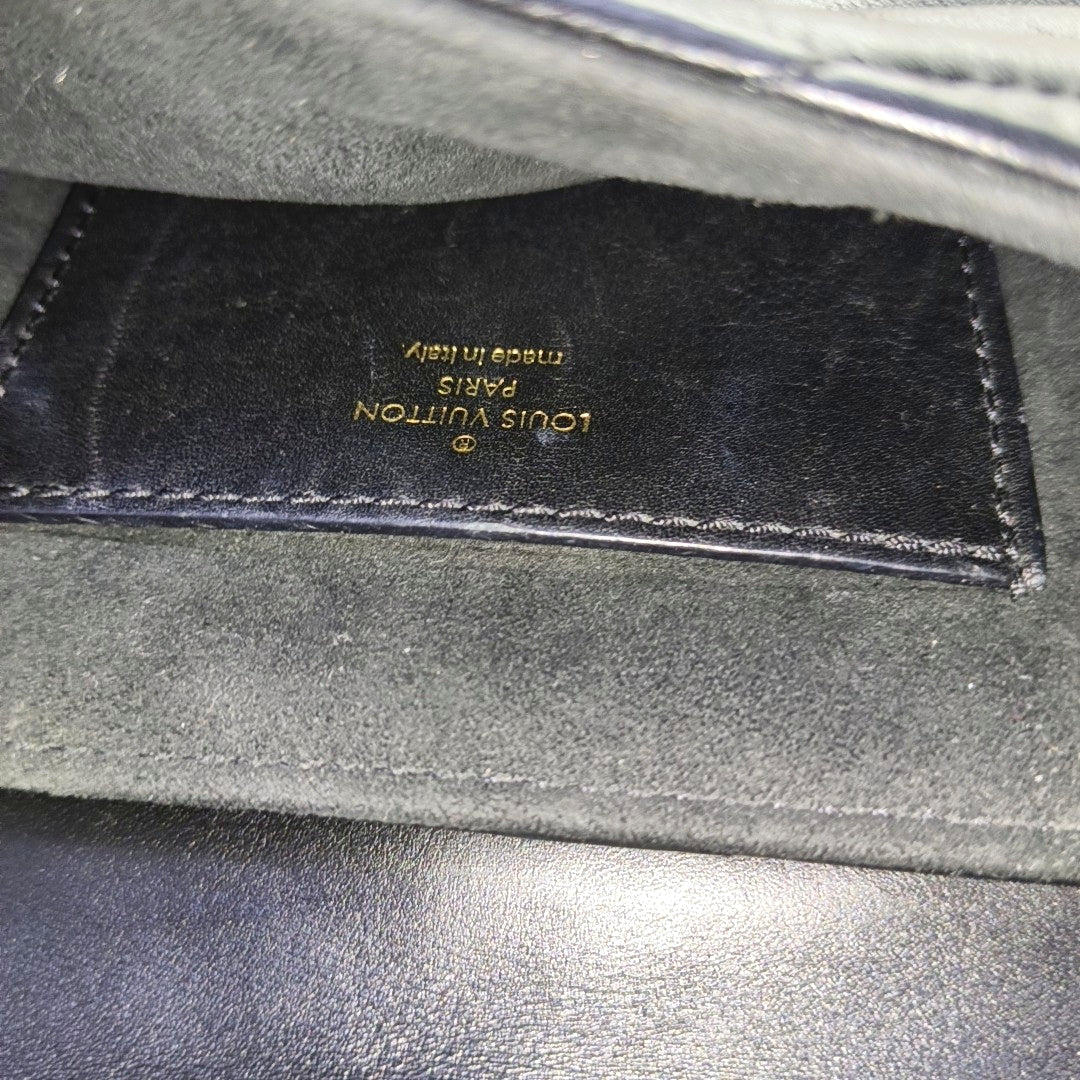 ®
LOUIS VUITTON
PARIS
made in Italy.